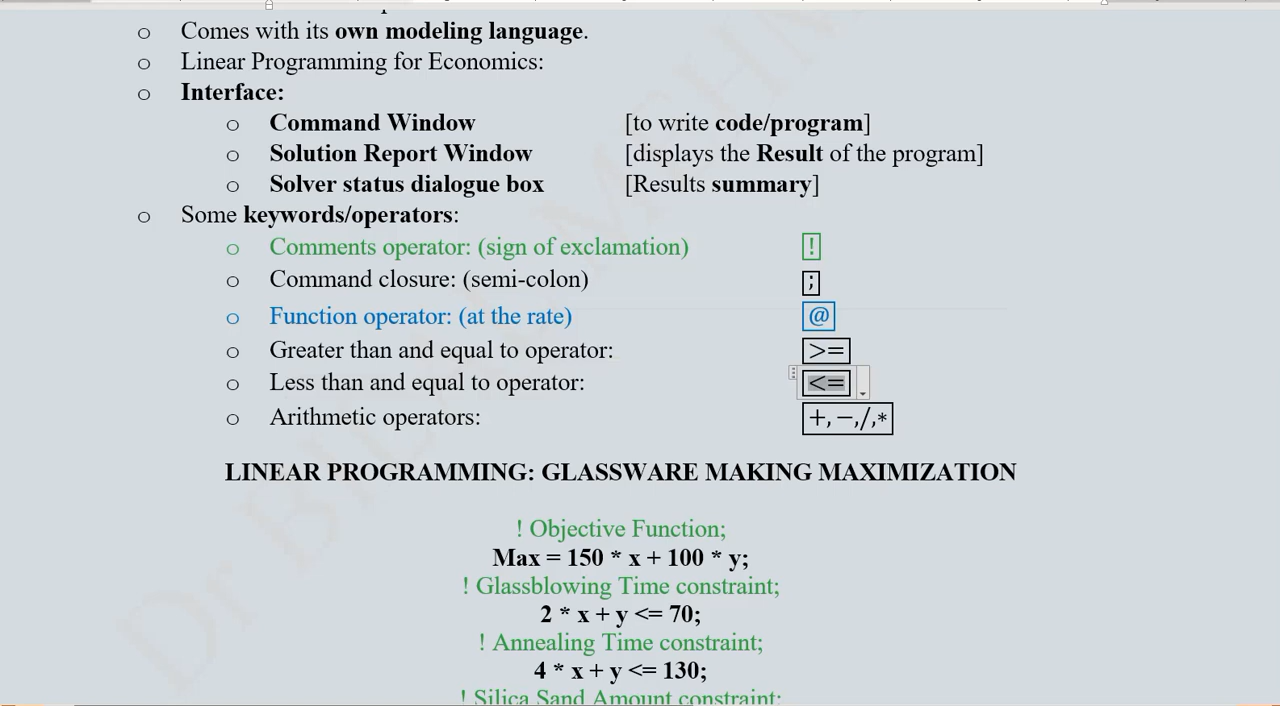 o Comes with its own modeling language.
o Linear Programming for Economics:
o Interface:
o Command Window [to write code/program]
o Solution Report Window [displays the Result of the program]
o Solver status dialogue box [Results summary]
o Some keywords/operators:
o Comments operator: (sign of exclamation) !
o Command closure: (semi-colon) ;
o Function operator: (at the rate) @
o Greater than and equal to operator: >=
o Less than and equal to operator: <=
o Arithmetic operators: +,−,/,*
LINEAR PROGRAMMING: GLASSWARE MAKING MAXIMIZATION
! Objective Function;
Max = 150 * x + 100 * y;
! Glassblowing Time constraint;
2 * x + y <= 70;
! Annealing Time constraint;
4 * x + y <= 130;
! Silica Sand Amount constraint;
Dr